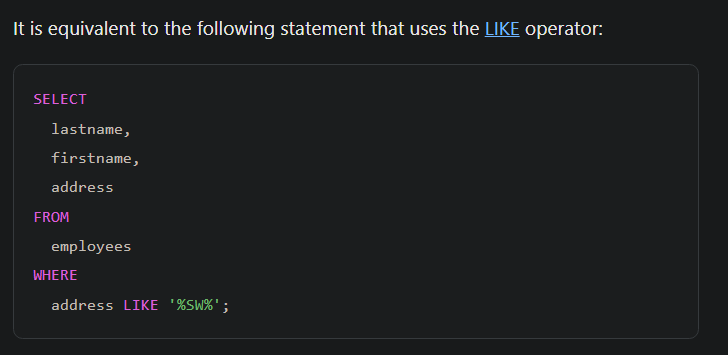 It is equivalent to the following statement that uses the LIKE operator:
SELECT
lastname,
firstname,
address
FROM
employees
WHERE
address LIKE '%SW%';